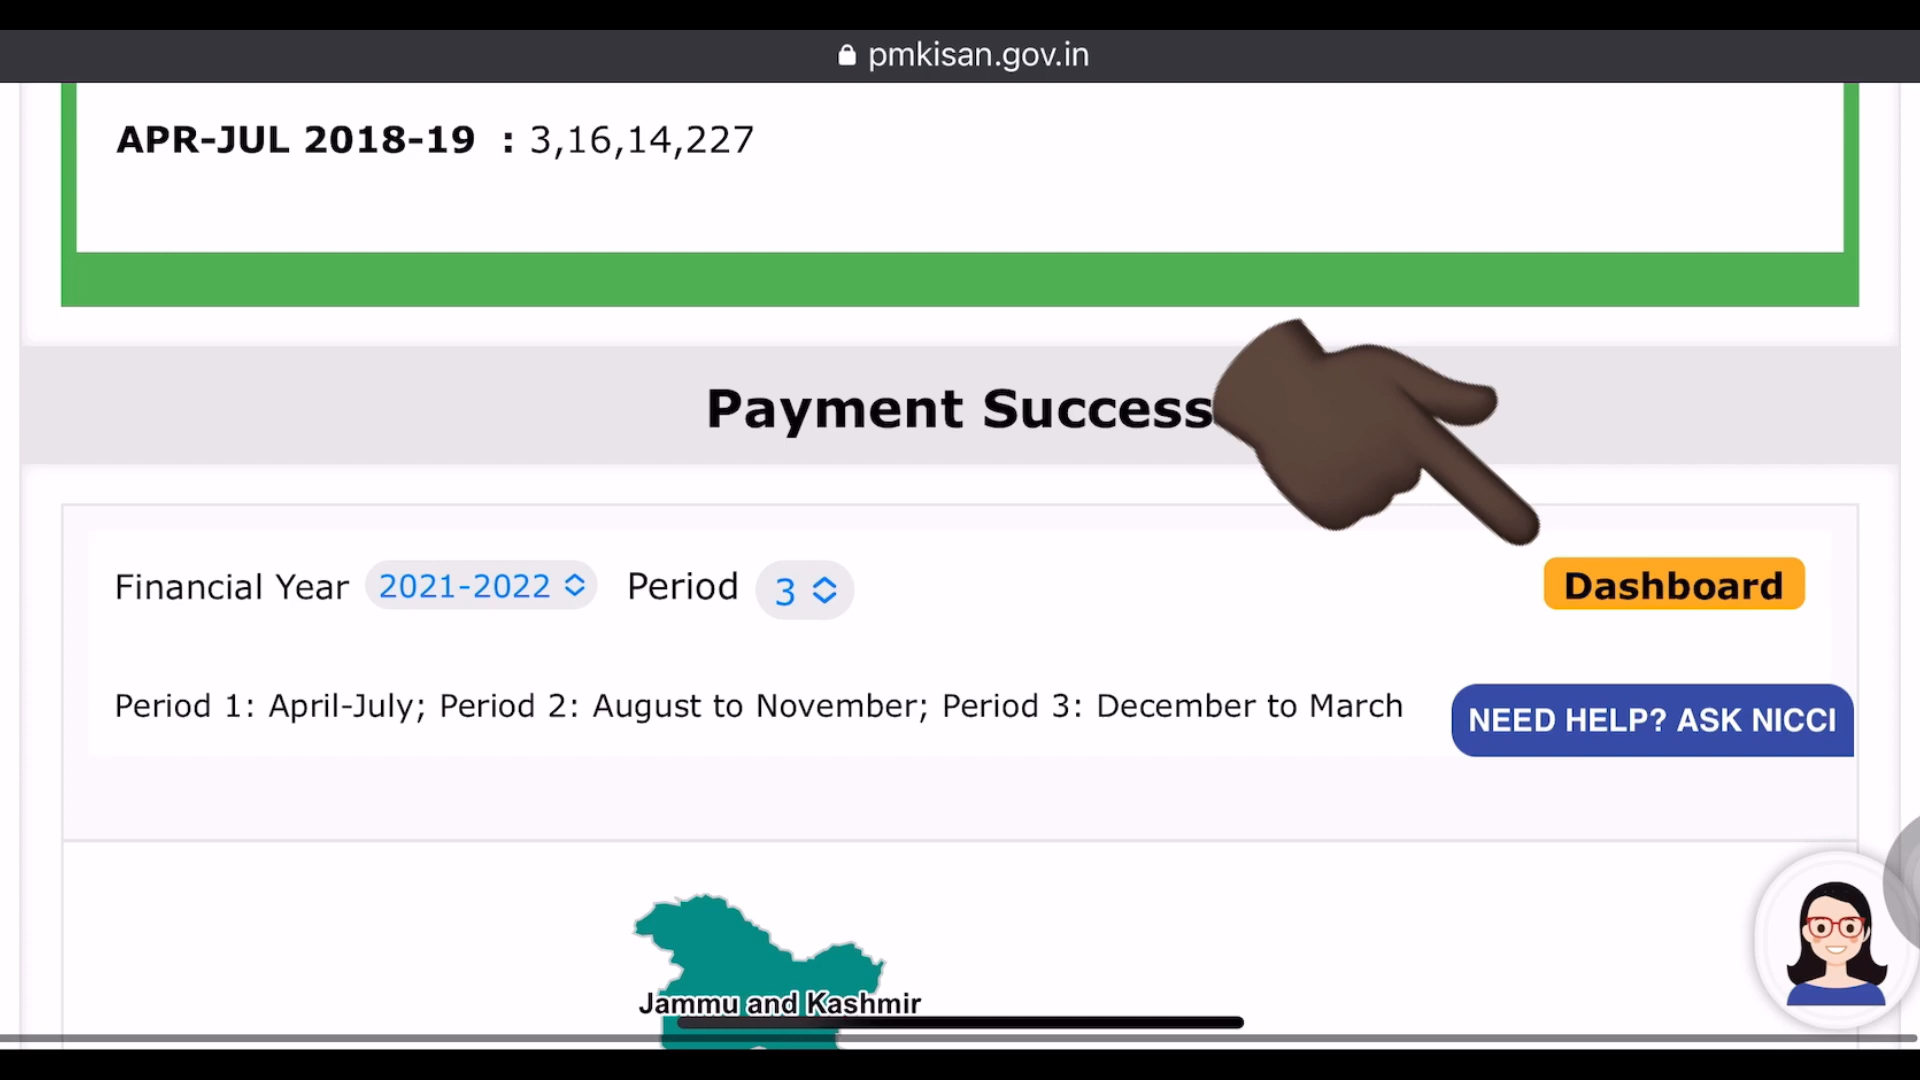 pmkisan.gov.in
APR-JUL 2018-19 : 3,16,14,227
Payment Success
Financial Year 2021-2022 Period 3 Dashboard
Period 1: April-July; Period 2: August to November; Period 3: December to March
NEED HELP? ASK NICCI
Jammu and Kashmir